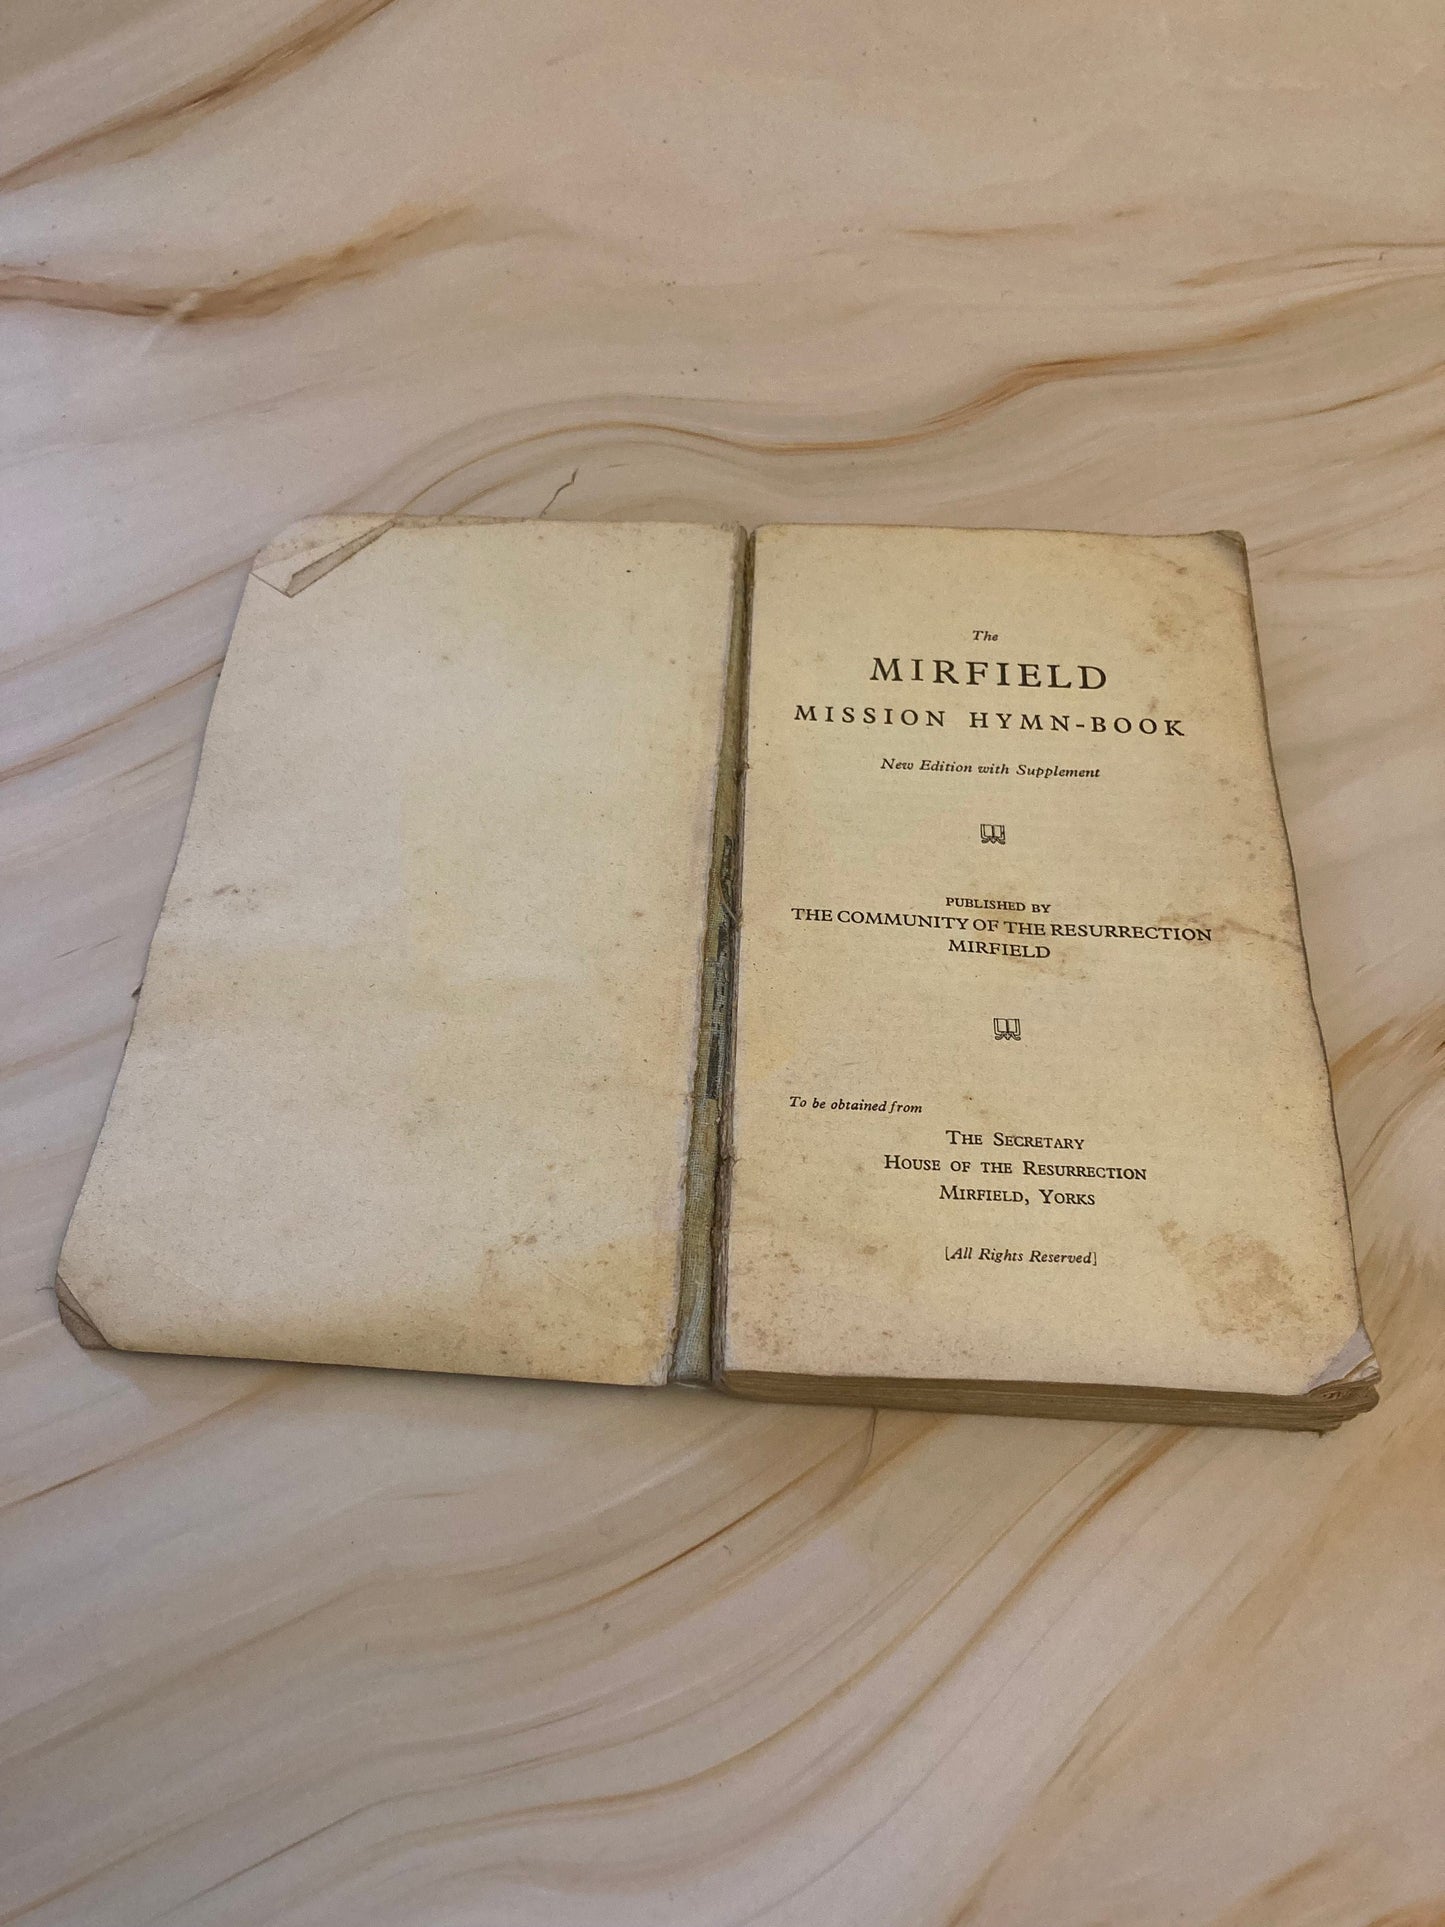 The
MIRFIELD
MISSION HYMN-BOOK
New Edition with Supplement
PUBLISHED BY
THE COMMUNITY OF THE RESURRECTION
MIRFIELD
To be obtained from
THE SECRETARY
HOUSE OF THE RESURRECTION
MIRFIELD, YORKS
[All Rights Reserved]